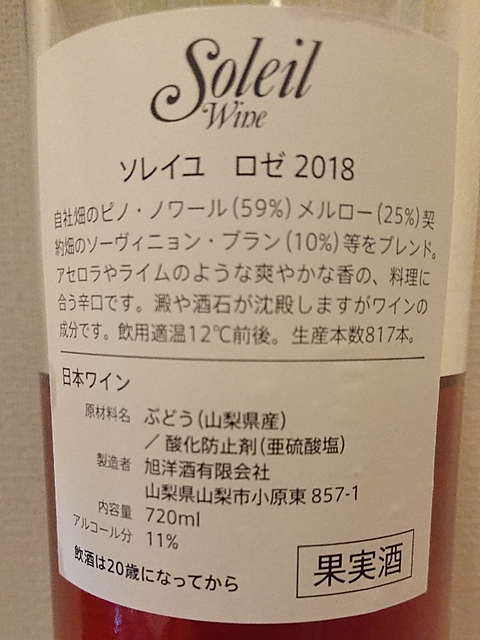 Soleil
Wine
ソレイユ ロゼ 2018
自社畑のピノ・ノワール(59%)メルロー(25%)契
約畑のソーヴィニョン・ブラン(10%)等をブレンド。
アセロラやライムのような爽やかな香の、料理に
合う辛口です。澱や酒石が沈殿しますがワインの
成分です。飲用適温12℃前後。生産本数817本。
日本ワイン
原材料名 ぶどう(山梨県産)
/ 酸化防止剤(亜硫酸塩)
製造者 旭洋酒有限会社
山梨県山梨市小原東 857-1
内容量 720ml
アルコール分 11%
飲酒は20歳になってから
果実酒